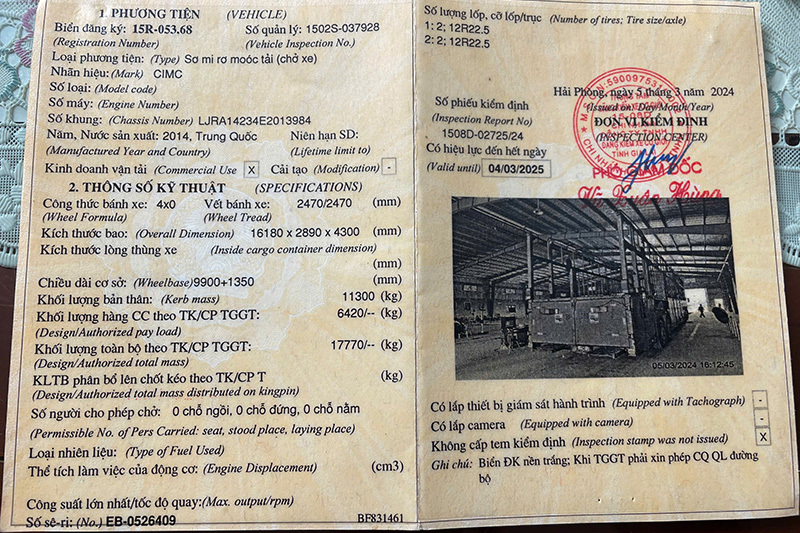 1. PHƯƠNG TIỆN (VEHICLE)
Biển đăng ký: 15R-053.68 Số quản lý: 1502S-037928
(Registration Number) (Vehicle Inspection No.)
Loại phương tiện: (Type) Sơ mi rơ moóc tải (chở xe)
Nhãn hiệu: (Mark) CIMC
Số loại: (Model code)
Số máy: (Engine Number)
Số khung: (Chassis Number) LJRA14234E2013984
Năm, Nước sản xuất: 2014, Trung Quốc Niên hạn SD:
(Manufactured Year and Country) (Lifetime limit to)
Kinh doanh vận tải (Commercial Use) X Cải tạo (Modification) -
2. THÔNG SỐ KỸ THUẬT (SPECIFICATIONS)
Công thức bánh xe: 4x0 Vết bánh xe: 2470/2470 (mm)
(Wheel Formula) (Wheel Tread)
Kích thước bao: (Overall Dimension) 16180 x 2890 x 4300 (mm)
Kích thước lòng thùng xe (Inside cargo container dimension)
(mm)
Chiều dài cơ sở: (Wheelbase) 9900+1350 (mm)
Khối lượng bản thân: (Kerb mass) 11300 (kg)
Khối lượng hàng CC theo TK/CP TGGT: 6420/-- (kg)
(Design/Authorized pay load)
Khối lượng toàn bộ theo TK/CP TGGT: 17770/-- (kg)
(Design/Authorized total mass)
KLTB phân bổ lên chốt kéo theo TK/CP T (kg)
(Design/Authorized total mass distributed on kingpin)
Số người cho phép chở: 0 chỗ ngồi, 0 chỗ đứng, 0 chỗ nằm
(Permissible No. of Pers Carried: seat, stood place, laying place)
Loại nhiên liệu: (Type of Fuel Used)
Thể tích làm việc của động cơ: (Engine Displacement) (cm3)
Công suất lớn nhất/tốc độ quay:(Max. output/rpm)
Số sê-ri: (No.) EB-0526409 BF831461
Số lượng lốp, cỡ lốp/trục (Number of tires; Tire size/axle)
1: 2; 12R22.5
2: 2; 12R22.5
Hải Phòng, ngày 5 tháng 3 năm 2024
(Issued on: Day/Month/Year)
Số phiếu kiểm định ĐƠN VỊ KIỂM ĐỊNH
(Inspection Report No) (INSPECTION CENTER)
1508D-02725/24
Có hiệu lực đến hết ngày
(Valid until) 04/03/2025
PHÓ GIÁM ĐỐC
05/03/2024 16:12:45
Có lắp thiết bị giám sát hành trình (Equipped with Tachograph) -
Có lắp camera (Equipped with camera) -
Không cấp tem kiểm định (Inspection stamp was not issued) X
Ghi chú: Biển ĐK nền trắng; Khi TGGT phải xin phép CQ QL đường
bộ